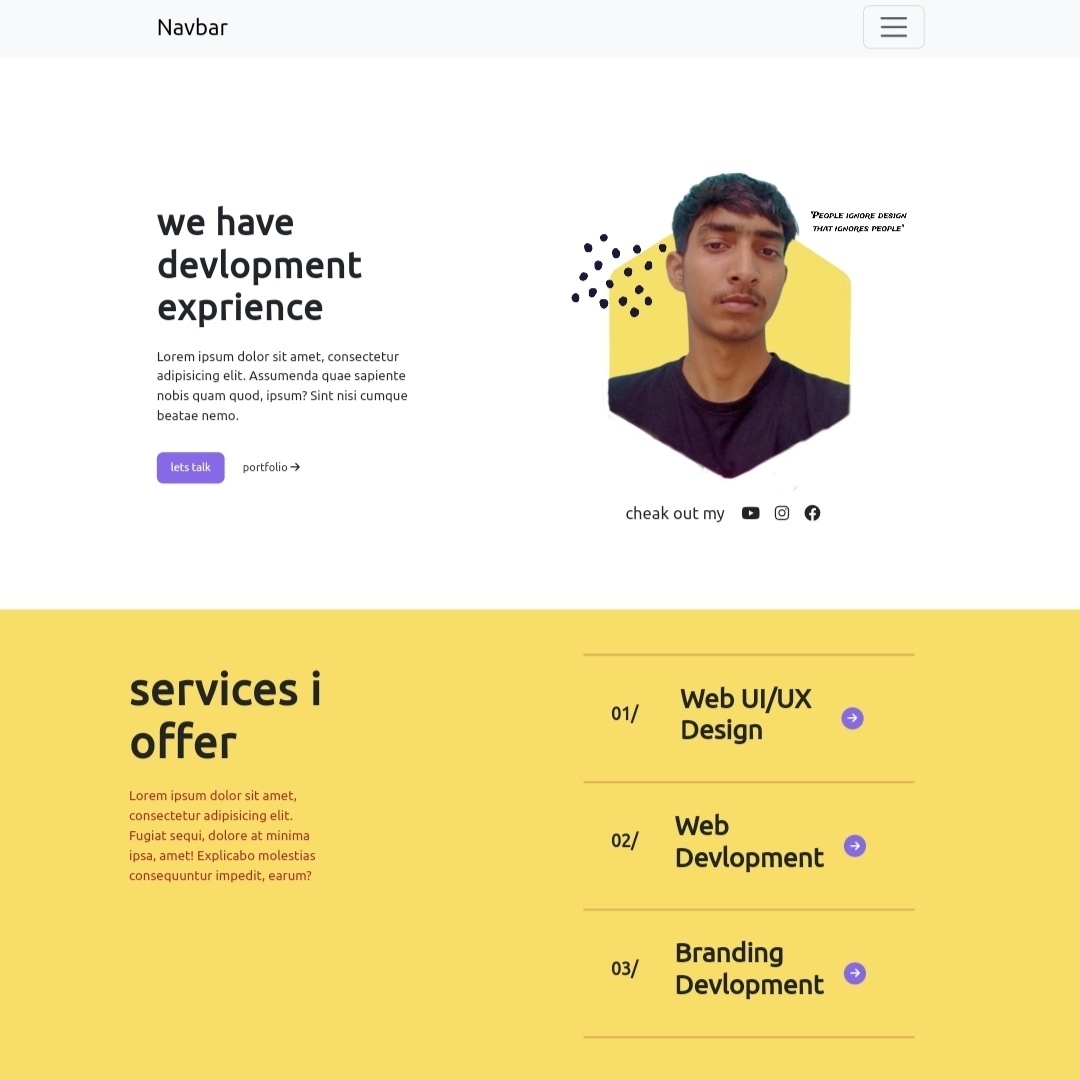 Navbar
we have
devlopment
exprience
Lorem ipsum dolor sit amet, consectetur
adipisicing elit. Assumenda quae sapiente
nobis quam quod, ipsum? Sint nisi cumque
beatae nemo.
lets talk
portfolio
"People ignore design
that ignores people"
cheak out my
services i
offer
Lorem ipsum dolor sit amet,
consectetur adipisicing elit.
Fugiat sequi, dolore at minima
ipsa, amet! Explicabo molestias
consequuntur impedit, earum?
01/
Web UI/UX
Design
02/
Web
Devlopment
03/
Branding
Devlopment